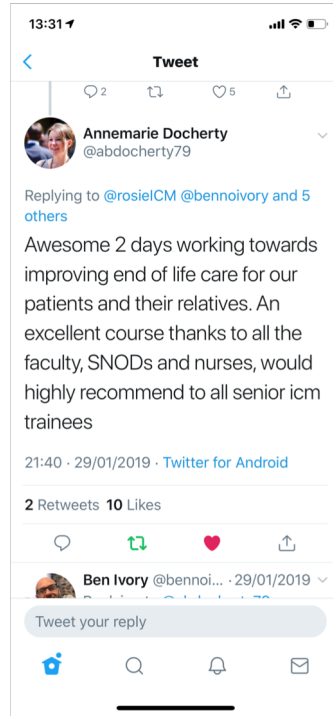 13:31
Tweet
2
5
Annemarie Docherty
@abdocherty79
Replying to @rosieICM @bennoivory and 5
others
Awesome 2 days working towards
improving end of life care for our
patients and their relatives. An
excellent course thanks to all the
faculty, SNODs and nurses, would
highly recommend to all senior icm
trainees
21:40 · 29/01/2019 · Twitter for Android
2 Retweets 10 Likes
Ben Ivory @bennoi... · 29/01/2019
Tweet your reply